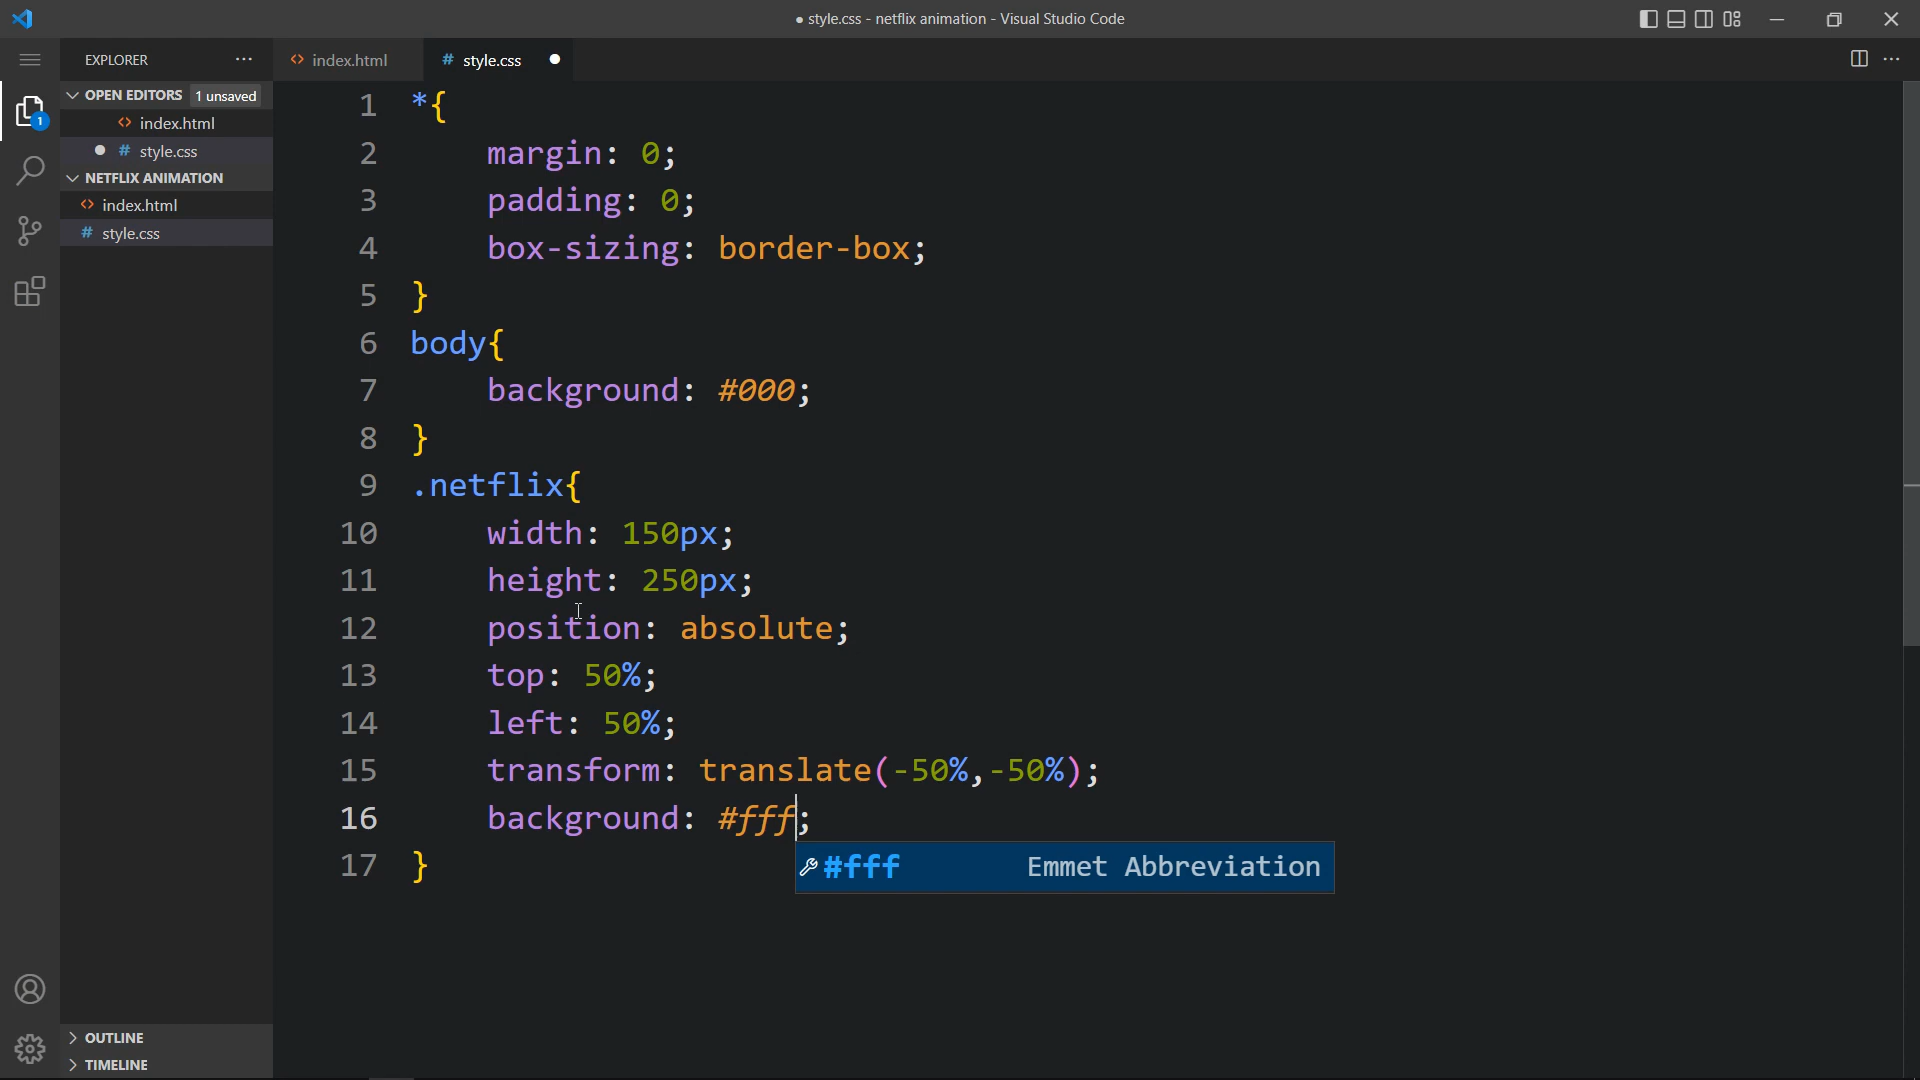 ● style.css - netflix animation - Visual Studio Code
EXPLORER
index.html
# style.css
OPEN EDITORS 1 unsaved
index.html
# style.css
NETFLIX ANIMATION
index.html
# style.css
1
1 *{
2 margin: 0;
3 padding: 0;
4 box-sizing: border-box;
5 }
6 body{
7 background: #000;
8 }
9 .netflix{
10 width: 150px;
11 height: 250px;
12 position: absolute;
13 top: 50%;
14 left: 50%;
15 transform: translate(-50%,-50%);
16 background: #fff;
#fff Emmet Abbreviation
17 }
OUTLINE
TIMELINE